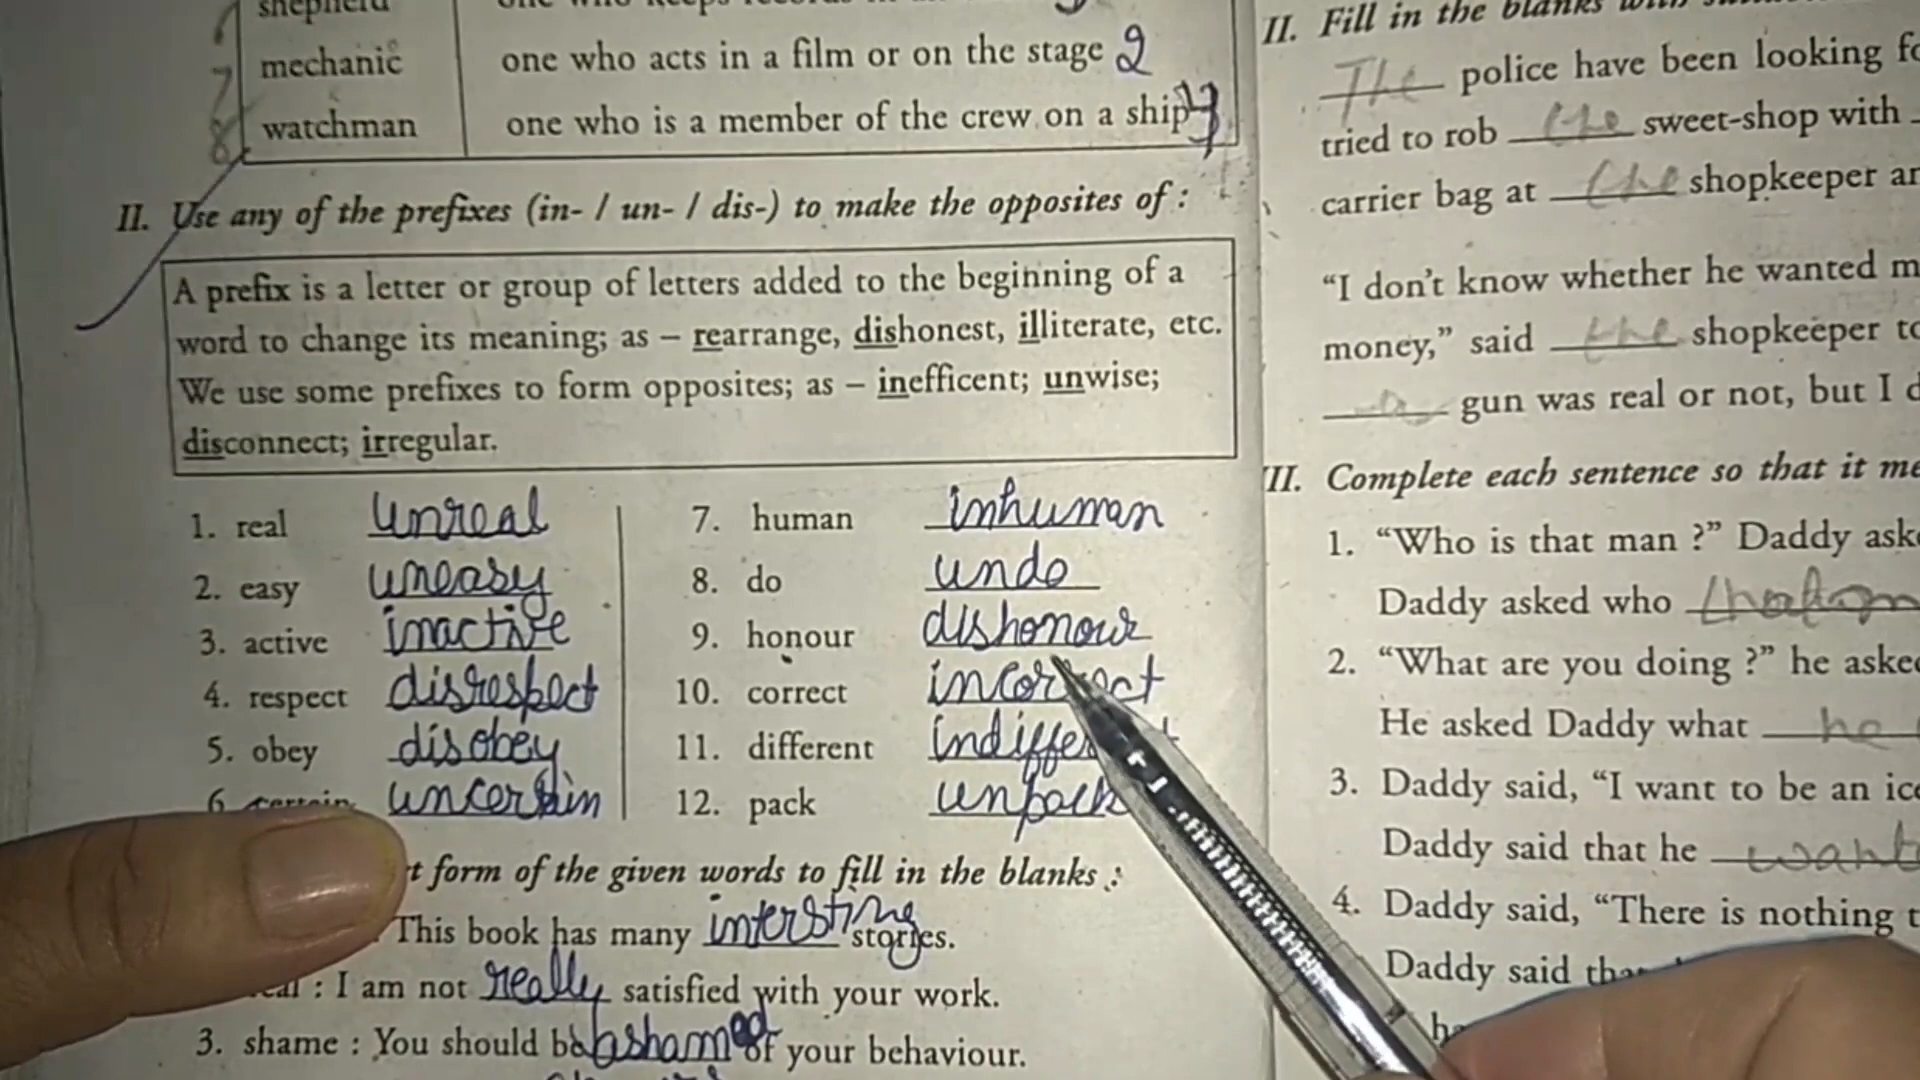 shepherd
7 mechanic one who acts in a film or on the stage 2
8 watchman one who is a member of the crew on a ship
II. Use any of the prefixes (in- / un- / dis-) to make the opposites of :
A prefix is a letter or group of letters added to the beginning of a
word to change its meaning; as – rearrange, dishonest, illiterate, etc.
We use some prefixes to form opposites; as – inefficent; unwise;
disconnect; irregular.
1. real unreal
2. easy uneasy
3. active inactive
4. respect disrespect
5. obey disobey
6 certain uncertain
7. human inhuman
8. do undo
9. honour dishonour
10. correct incorrect
11. different indifferent
12. pack unpack
form of the given words to fill in the blanks :
This book has many intersting stories.
: I am not really satisfied with your work.
3. shame : You should be ashamed of your behaviour.
II. Fill in the blanks with
The police have been looking
tried to rob the sweet-shop with
carrier bag at the shopkeeper
“I don't know whether he wanted
money,” said the shopkeeper
gun was real or not, but I
III. Complete each sentence so that it
1. “Who is that man ?” Daddy
Daddy asked who
2. “What are you doing ?” he asked
He asked Daddy what he
3. Daddy said, “I want to be an
Daddy said that he want
4. Daddy said, “There is nothing
Daddy said